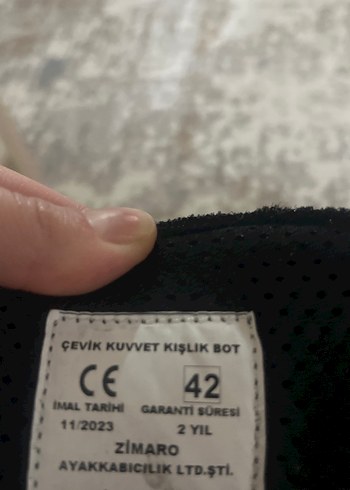 ÇEVİK KUVVET KIŞLIK BOT
CE 42
İMAL TARİHİ GARANTİ SÜRESİ
11/2023 2 YIL
ZİMARO
AYAKKABICILIK LTD.ŞTİ.